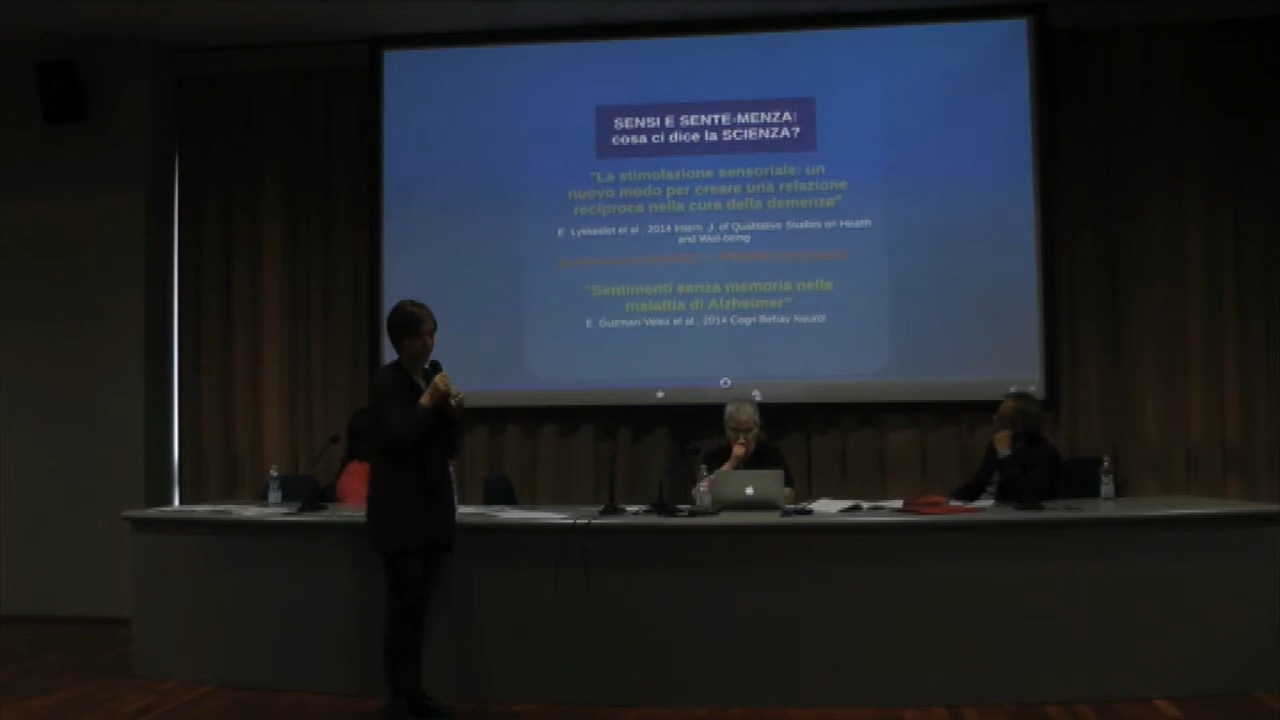 SENSI E SENTE-MENZA:
cosa ci dice la SCIENZA?
"La stimolazione sensoriale: un
nuovo modo per creare una relazione
reciproca nella cura della demenza"
E. et al., 2014 Intern. J. of Qualitative Studies on Health
and Well-being
"Sentimenti senza memoria nella
malattia di Alzheimer"
E. Guzman-Velez et al., 2014 Cogn Behav Neurol